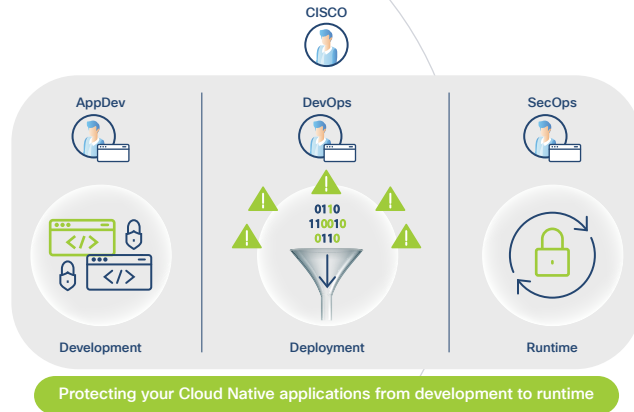 CISCO
AppDev
DevOps
SecOps
</>
</>
0110
110010
0110
Development
Deployment
Runtime
Protecting your Cloud Native applications from development to runtime